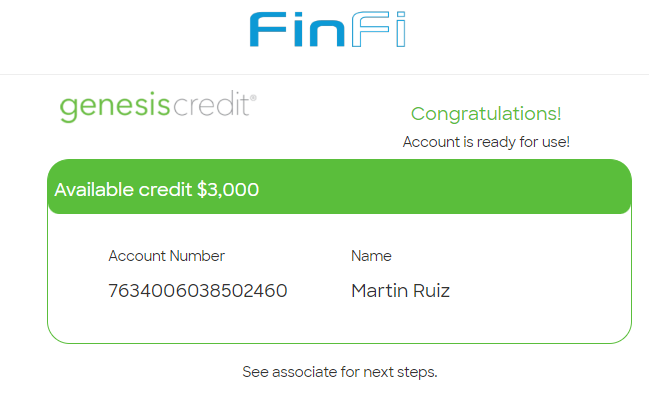 FinFi
genesiscredit®
Congratulations!
Account is ready for use!
Available credit $3,000
Account Number
Name
7634006038502460
Martin Ruiz
See associate for next steps.